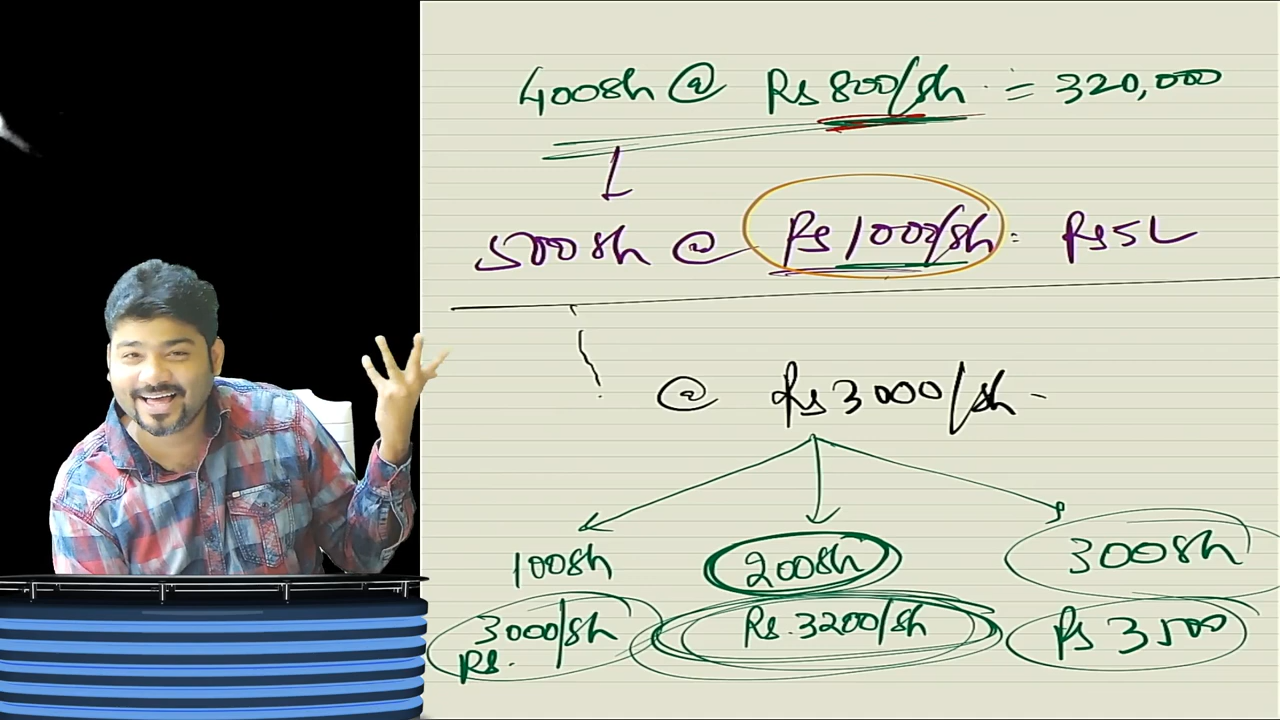 400sh @ Rs 800/sh = 320,000
500sh @ Rs 1000/sh = Rs 5L
@ Rs 3000/sh
100sh 200sh 300sh
3000/sh Rs. 3200/sh Rs 3500
Rs.